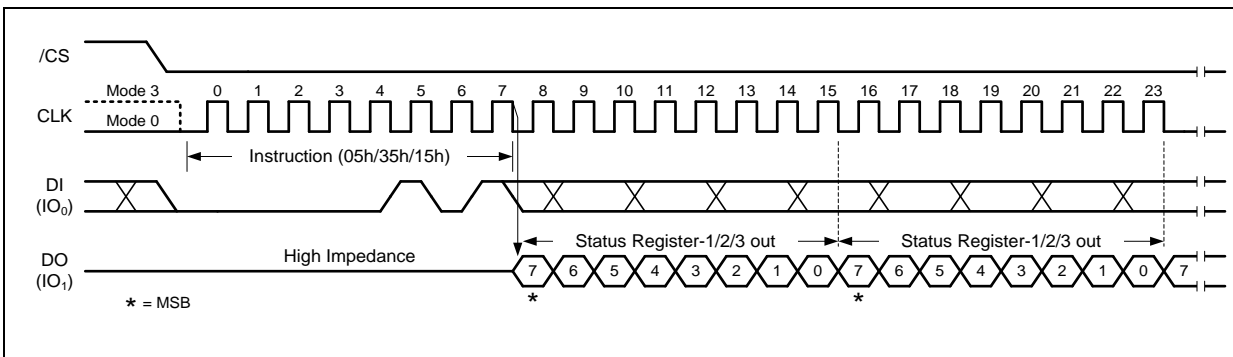 /CS
Mode 3
0 1 2 3 4 5 6 7 8 9 10 11 12 13 14 15 16 17 18 19 20 21 22 23
CLK
Mode 0
Instruction (05h/35h/15h)
DI
(IO₀)
Status Register-1/2/3 out Status Register-1/2/3 out
High Impedance
DO
(IO₁)
7 6 5 4 3 2 1 0 7 6 5 4 3 2 1 0 7
* = MSB * *